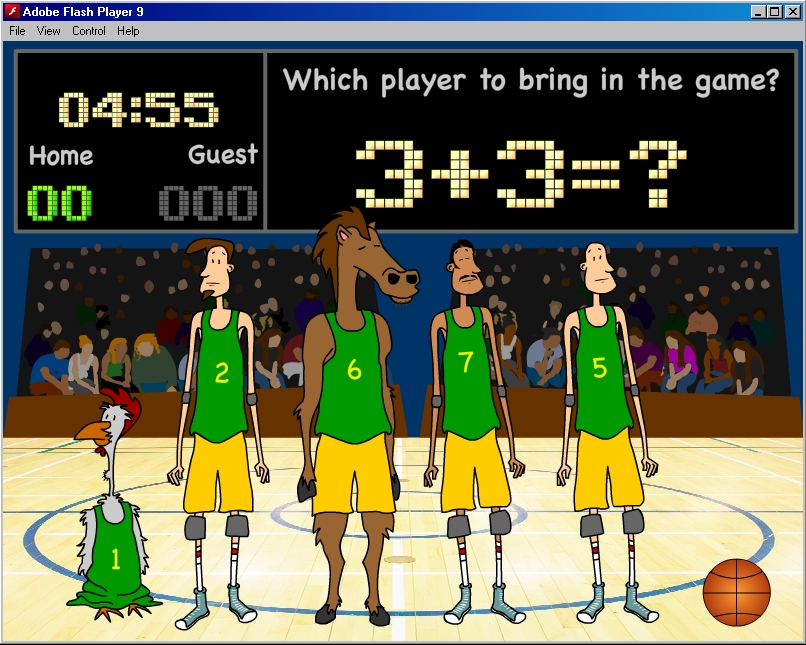 Adobe Flash Player 9
File View Control Help
04:55
Home Guest
00 000
Which player to bring in the game?
3+3=?
2
6
7
5
1